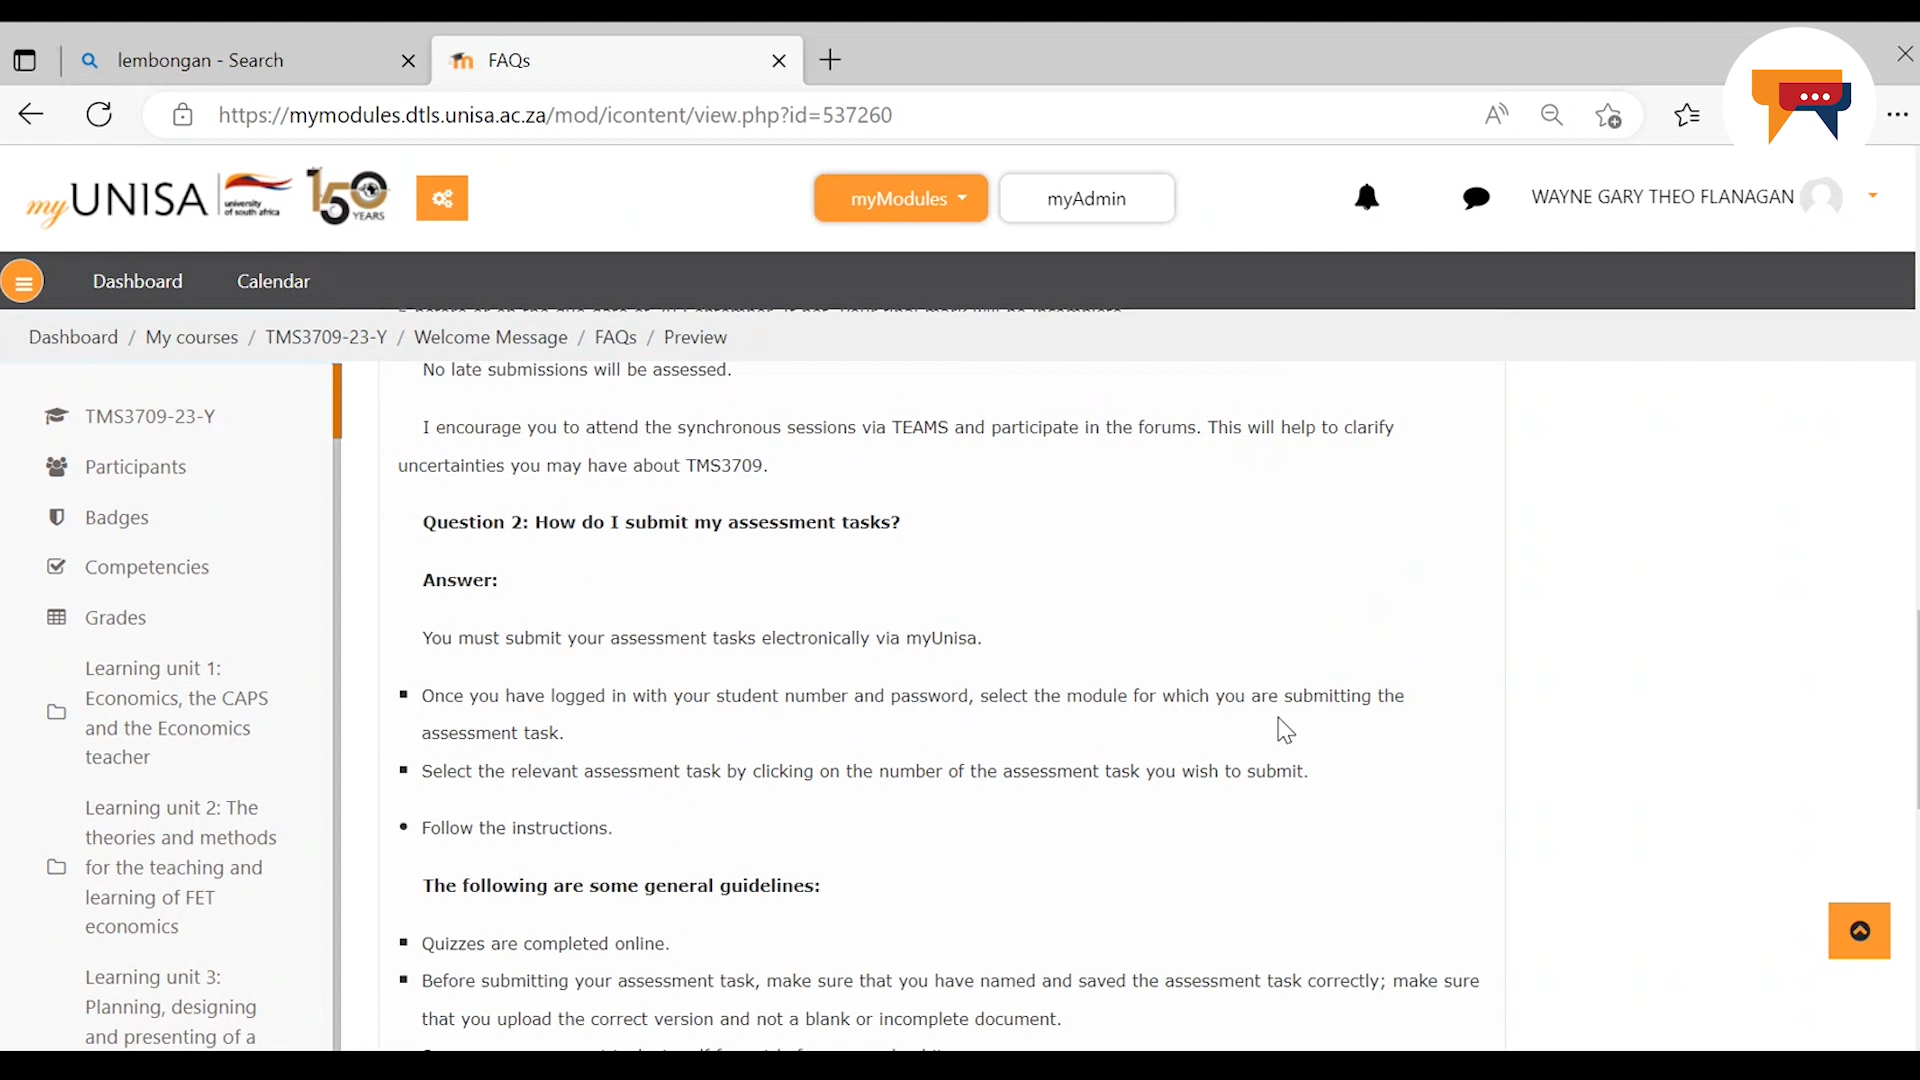 lembongan - Search
FAQs
https://mymodules.dtls.unisa.ac.za/mod/icontent/view.php?id=537260
myUNISA
university
of south africa
150
YEARS
myModules
myAdmin
WAYNE GARY THEO FLANAGAN
Dashboard
Calendar
Dashboard / My courses / TMS3709-23-Y / Welcome Message / FAQs / Preview
TMS3709-23-Y
Participants
Badges
Competencies
Grades
Learning unit 1:
Economics, the CAPS
and the Economics
teacher
Learning unit 2: The
theories and methods
for the teaching and
learning of FET
economics
Learning unit 3:
Planning, designing
and presenting of a
No late submissions will be assessed.
I encourage you to attend the synchronous sessions via TEAMS and participate in the forums. This will help to clarify
uncertainties you may have about TMS3709.
Question 2: How do I submit my assessment tasks?
Answer:
You must submit your assessment tasks electronically via myUnisa.
Once you have logged in with your student number and password, select the module for which you are submitting the
assessment task.
Select the relevant assessment task by clicking on the number of the assessment task you wish to submit.
Follow the instructions.
The following are some general guidelines:
Quizzes are completed online.
Before submitting your assessment task, make sure that you have named and saved the assessment task correctly; make sure
that you upload the correct version and not a blank or incomplete document.